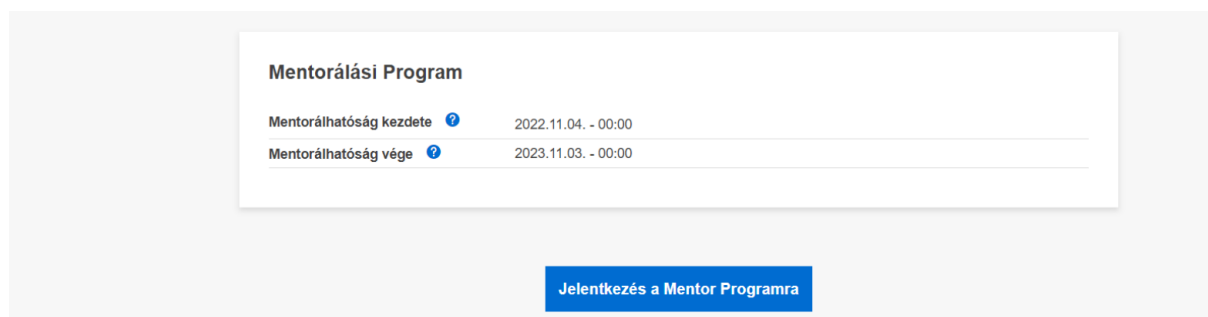 Mentorálási Program
Mentorálhatóság kezdete ? 2022.11.04. - 00:00
Mentorálhatóság vége ? 2023.11.03. - 00:00
Jelentkezés a Mentor Programra